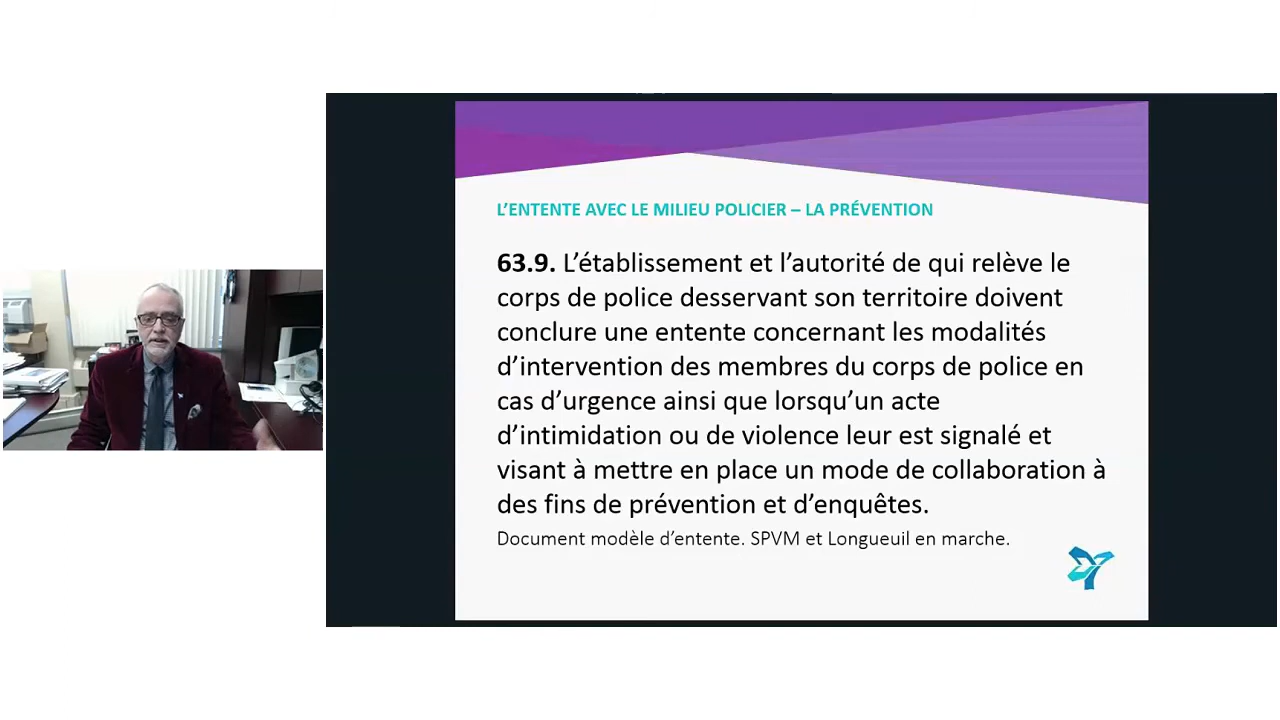 L’ENTENTE AVEC LE MILIEU POLICIER – LA PRÉVENTION
63.9. L’établissement et l’autorité de qui relève le
corps de police desservant son territoire doivent
conclure une entente concernant les modalités
d’intervention des membres du corps de police en
cas d’urgence ainsi que lorsqu’un acte
d’intimidation ou de violence leur est signalé et
visant à mettre en place un mode de collaboration à
des fins de prévention et d’enquêtes.
Document modèle d’entente. SPVM et Longueuil en marche.